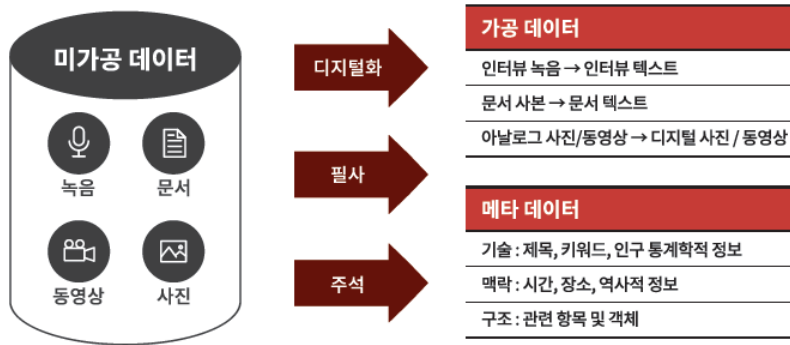 미가공 데이터
녹음
문서
동영상
사진
디지털화
필사
주석
가공 데이터
인터뷰 녹음 → 인터뷰 텍스트
문서 사본 → 문서 텍스트
아날로그 사진/동영상 → 디지털 사진 / 동영상
메타 데이터
기술 : 제목, 키워드, 인구 통계학적 정보
맥락 : 시간, 장소, 역사적 정보
구조 : 관련 항목 및 객체